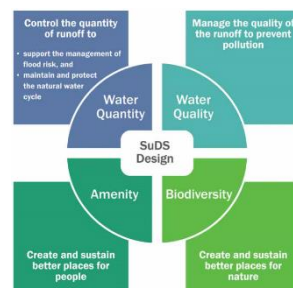 Control the quantity
of runoff to
• support the management of
flood risk, and
• maintain and protect
the natural water
cycle
Manage the quality of
the runoff to prevent
pollution
Water
Quantity
Water
Quality
SuDS
Design
Amenity
Biodiversity
Create and sustain
better places for
people
Create and sustain
better places for
nature